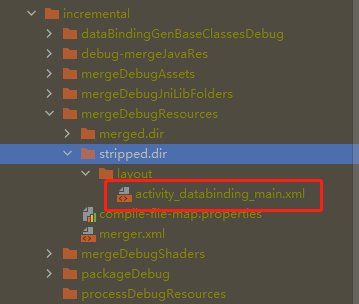 incremental
dataBindingGenBaseClassesDebug
debug-mergeJavaRes
mergeDebugAssets
mergeDebugJniLibFolders
mergeDebugResources
merged.dir
stripped.dir
layout
activity_databinding_main.xml
compile-file-map.properties
merger.xml
mergeDebugShaders
packageDebug
processDebugResources